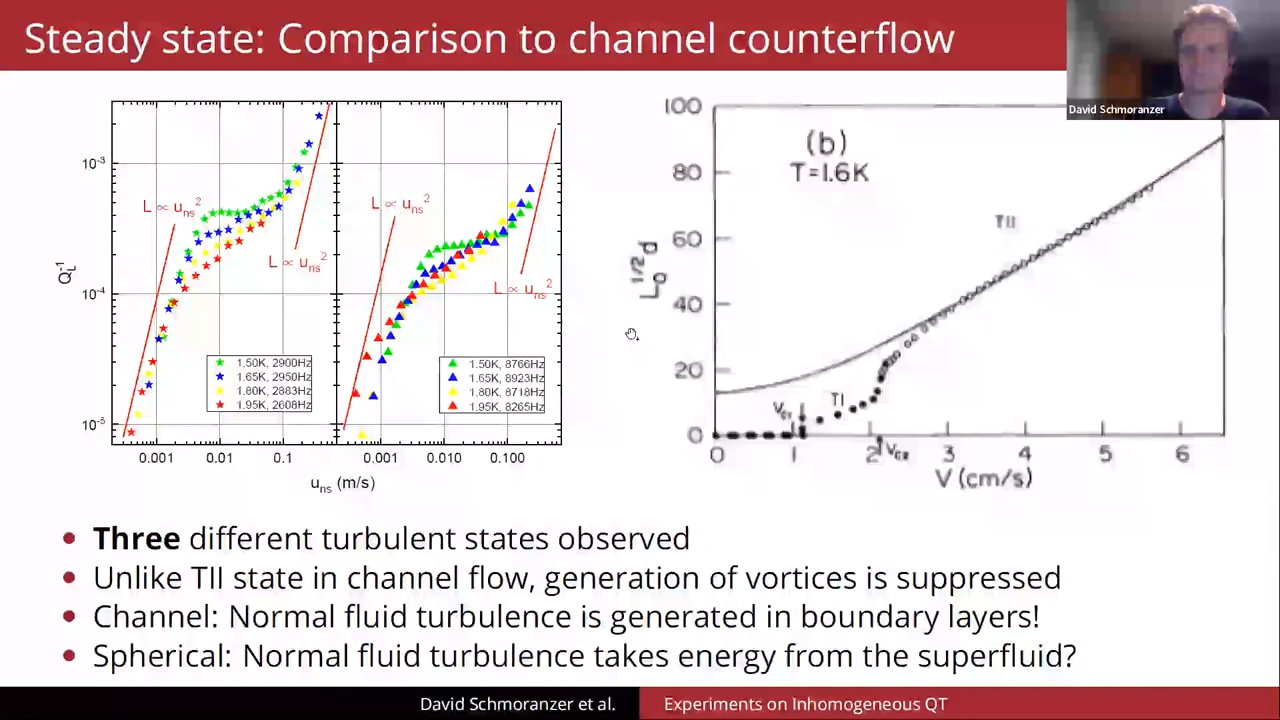 Steady state: Comparison to channel counterflow
David Schmoranzer
10⁻³
10⁻⁴
10⁻⁵
Q_L⁻¹
L ∝ u_ns²
L ∝ u_ns²
L ∝ u_ns²
L ∝ u_ns²
1.50K, 2900Hz
1.65K, 2950Hz
1.80K, 2883Hz
1.95K, 2608Hz
1.50K, 8766Hz
1.65K, 8923Hz
1.80K, 8718Hz
1.95K, 8265Hz
0.001 0.01 0.1 0.001 0.010 0.100
u_ns (m/s)
100
80
60
40
20
0
L₀^1/2 d
(b)
T=1.6K
TII
TI
0 1 2 3 4 5 6
V (cm/s)
• Three different turbulent states observed
• Unlike TII state in channel flow, generation of vortices is suppressed
• Channel: Normal fluid turbulence is generated in boundary layers!
• Spherical: Normal fluid turbulence takes energy from the superfluid?
David Schmoranzer et al. Experiments on Inhomogeneous QT